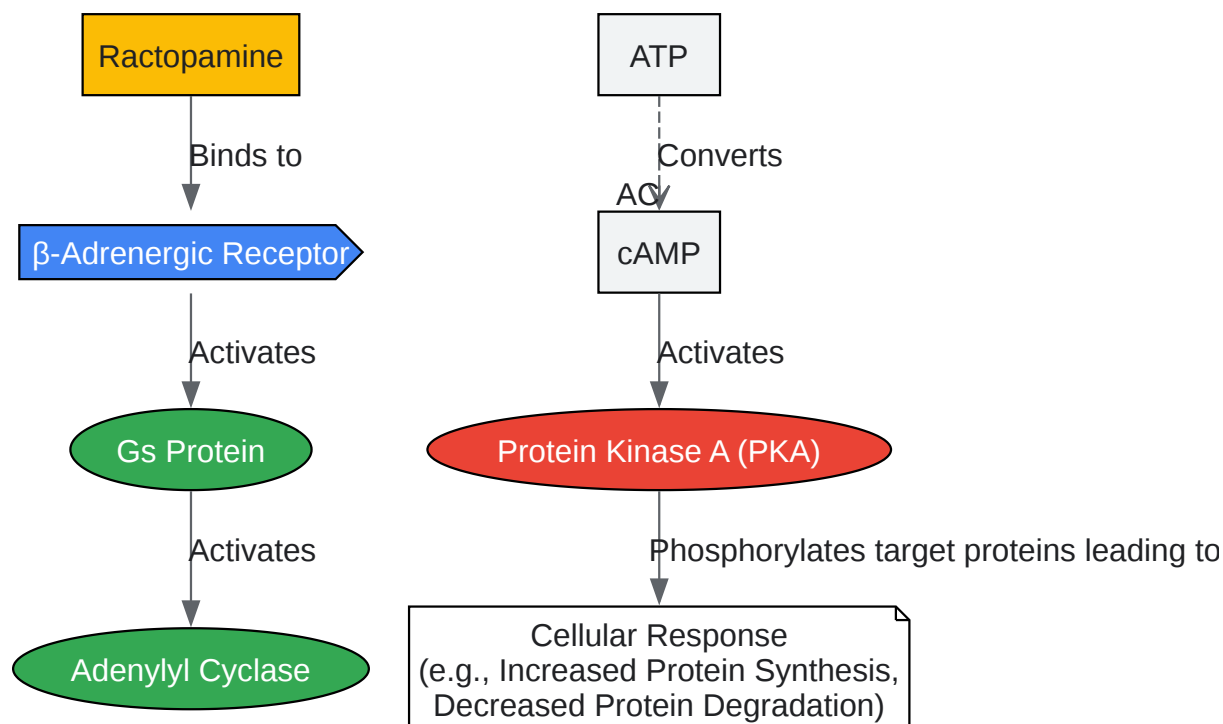 Ractopamine
Binds to
β-Adrenergic Receptor
Activates
Gs Protein
Activates
Adenylyl Cyclase
ATP
Converts
AC
cAMP
Activates
Protein Kinase A (PKA)
Phosphorylates target proteins leading to
Cellular Response
(e.g., Increased Protein Synthesis,
Decreased Protein Degradation)